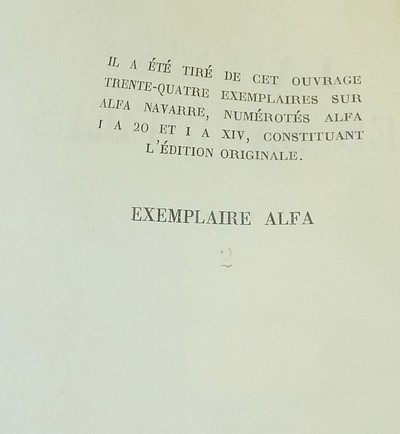 IL A ÉTÉ TIRÉ DE CET OUVRAGE
TRENTE-QUATRE EXEMPLAIRES SUR
ALFA NAVARRE, NUMÉROTÉS ALFA
I A 20 ET I A XIV, CONSTITUANT
L'ÉDITION ORIGINALE.
EXEMPLAIRE ALFA
2